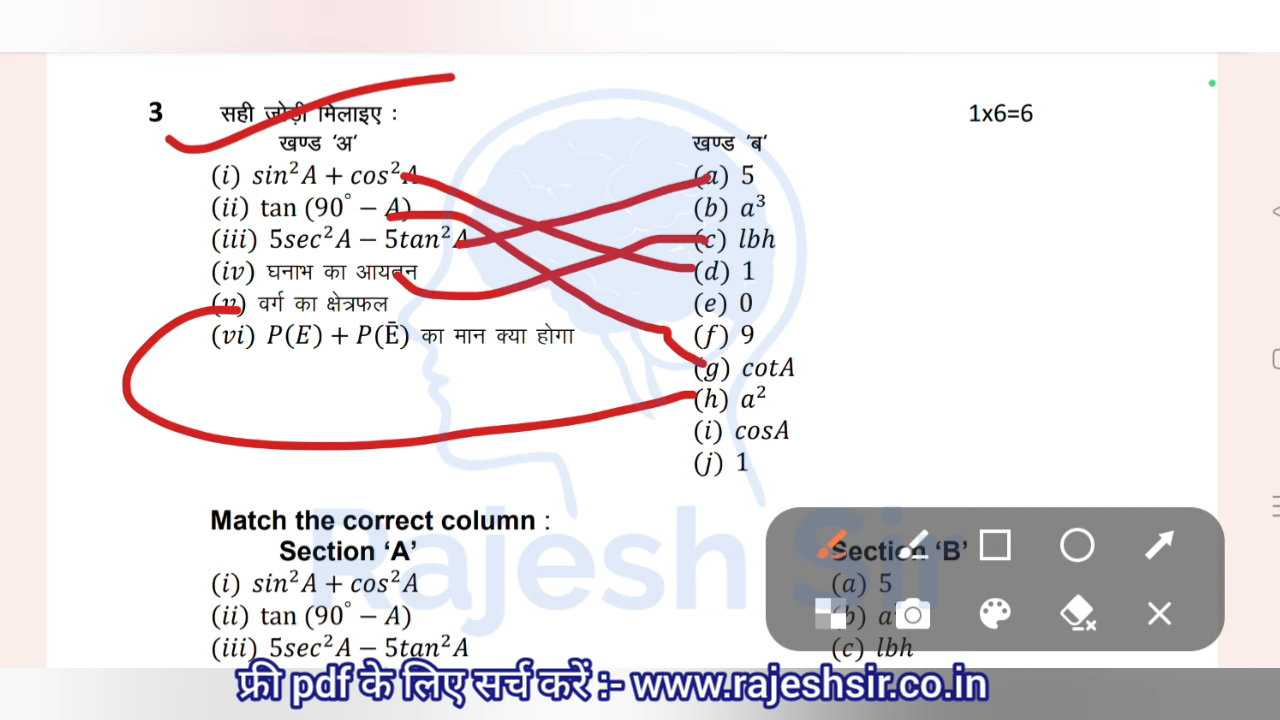 3 सही जोड़ी मिलाइए : 1x6=6
खण्ड ‘अ’ खण्ड ‘ब’
(i) sin²A + cos²A (a) 5
(ii) tan (90° − A) (b) a³
(iii) 5sec²A − 5tan²A (c) lbh
(iv) घनाभ का आयतन (d) 1
(v) वर्ग का क्षेत्रफल (e) 0
(vi) P(E) + P(Ē) का मान क्या होगा (f) 9
(g) cotA
(h) a²
(i) cosA
(j) 1
Match the correct column :
Section ‘A’ Section ‘B’
(i) sin²A + cos²A (a) 5
(ii) tan (90° − A) (b) a
(iii) 5sec²A − 5tan²A (c) lbh
Rajesh Sir
फ्री pdf के लिए सर्च करें :- www.rajeshsir.co.in